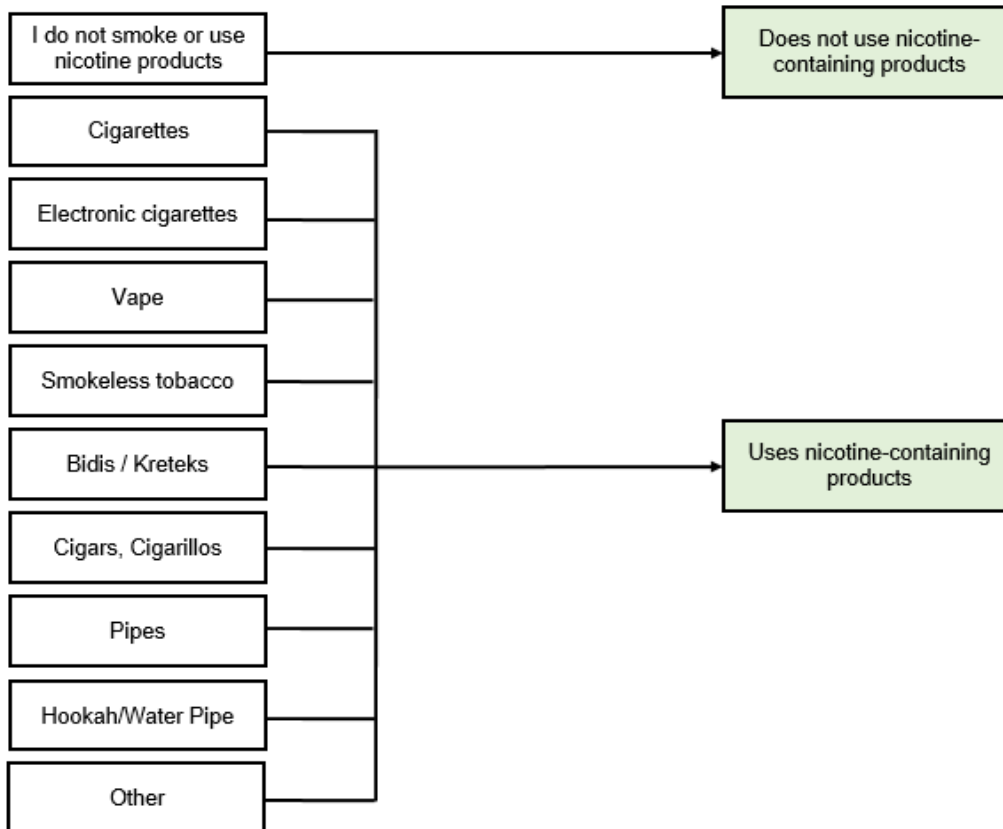 I do not smoke or use
nicotine products
Does not use nicotine-
containing products
Cigarettes
Electronic cigarettes
Vape
Smokeless tobacco
Bidis / Kreteks
Uses nicotine-containing
products
Cigars, Cigarillos
Pipes
Hookah/Water Pipe
Other